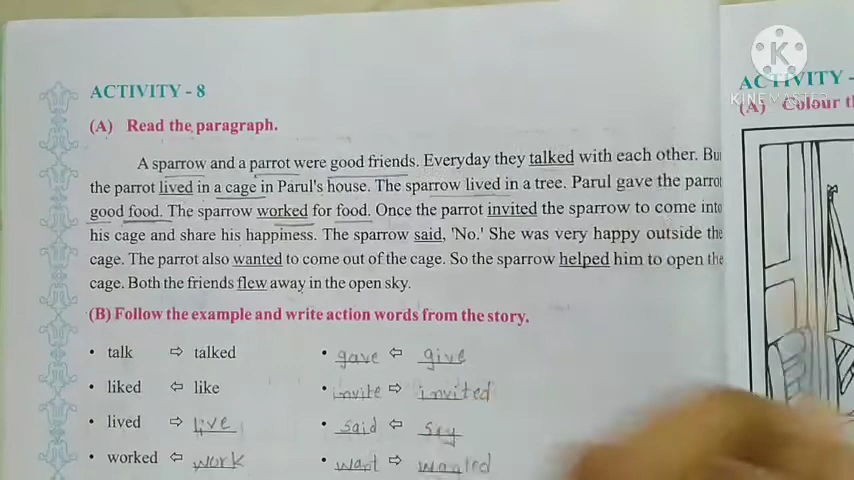 ACTIVITY - 8
(A) Read the paragraph.
A sparrow and a parrot were good friends. Everyday they talked with each other. Bu
the parrot lived in a cage in Parul's house. The sparrow lived in a tree. Parul gave the parrot
good food. The sparrow worked for food. Once the parrot invited the sparrow to come into
his cage and share his happiness. The sparrow said, 'No.' She was very happy outside the
cage. The parrot also wanted to come out of the cage. So the sparrow helped him to open the
cage. Both the friends flew away in the open sky.
(B) Follow the example and write action words from the story.
• talk ⇨ talked • gave ⇦ give
• liked ⇦ like • invite ⇨ invited
• lived ⇨ live • said ⇦ say
• worked ⇦ work • want ⇨ wanted
ACTIVITY -
(A) Colour th
KINEMASTER